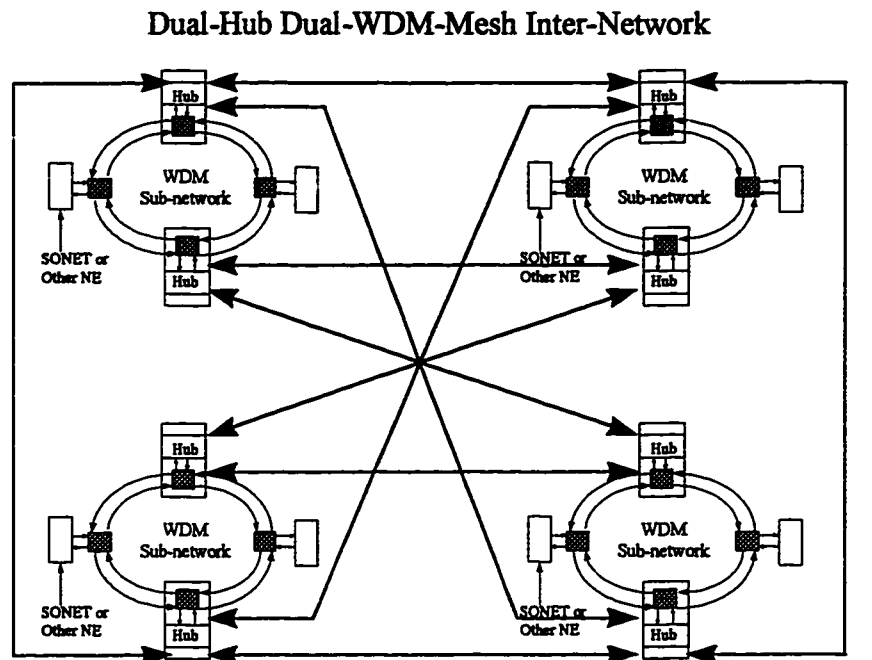 Dual-Hub Dual-WDM-Mesh Inter-Network
Hub
Hub
WDM
Sub-network
WDM
Sub-network
SONET or
Other NE
Hub
SONET or
Other NE
Hub
Hub
Hub
WDM
Sub-network
WDM
Sub-network
SONET or
Other NE
Hub
SONET or
Other NE
Hub